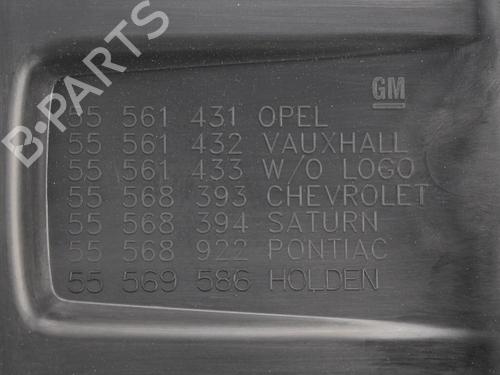 B-PARTS
GM
55 561 431 OPEL
55 561 432 VAUXHALL
55 561 433 W/O LOGO
55 568 393 CHEVROLET
55 568 394 SATURN
55 568 922 PONTIAC
55 569 586 HOLDEN